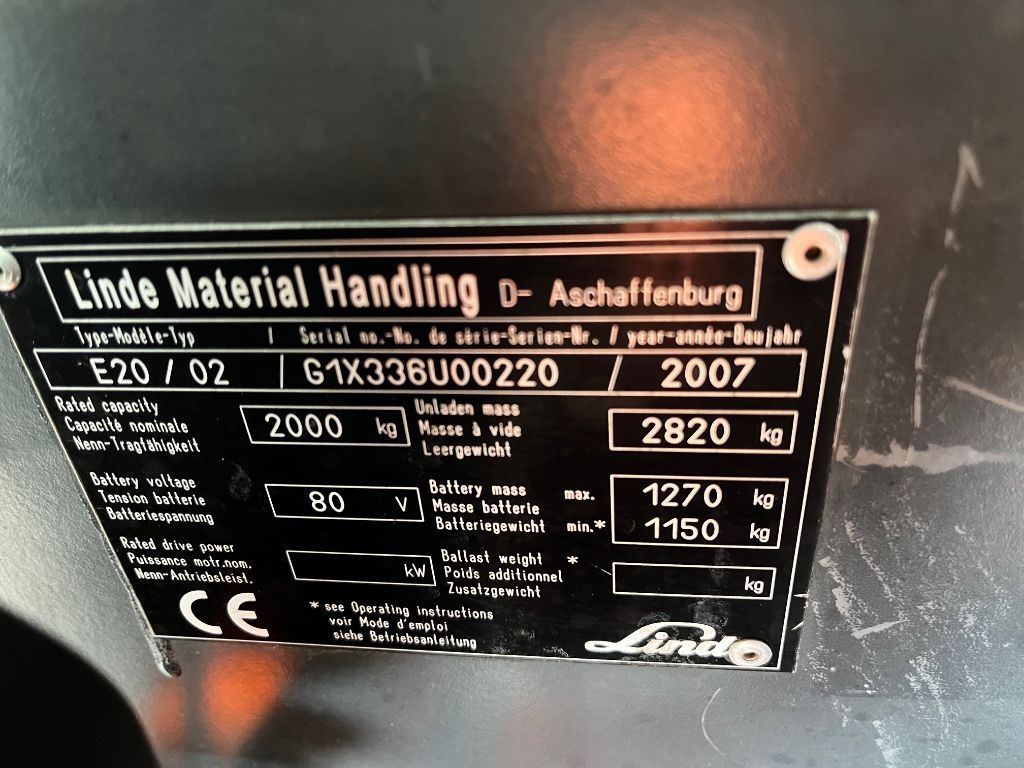 Linde Material Handling D- Aschaffenburg
Type-Modèle-Typ / Serial no.-No. de série-Serien-Nr. / year-année-Baujahr
E20 / 02 / G1X336U00220 / 2007
Rated capacity
Capacité nominale
Nenn-Tragfähigkeit
2000 kg
Unladen mass
Masse à vide
Leergewicht
2820 kg
Battery voltage
Tension batterie
Batteriespannung
80 V
Battery mass max. 1270 kg
Masse batterie
Batteriegewicht min.* 1150 kg
Rated drive power
Puissance motr.nom.
Nenn-Antriebsleist.
kW
Ballast weight *
Poids additionnel
Zusatzgewicht
kg
CE
* see Operating instructions
voir Mode d'emploi
siehe Betriebsanleitung
Linde